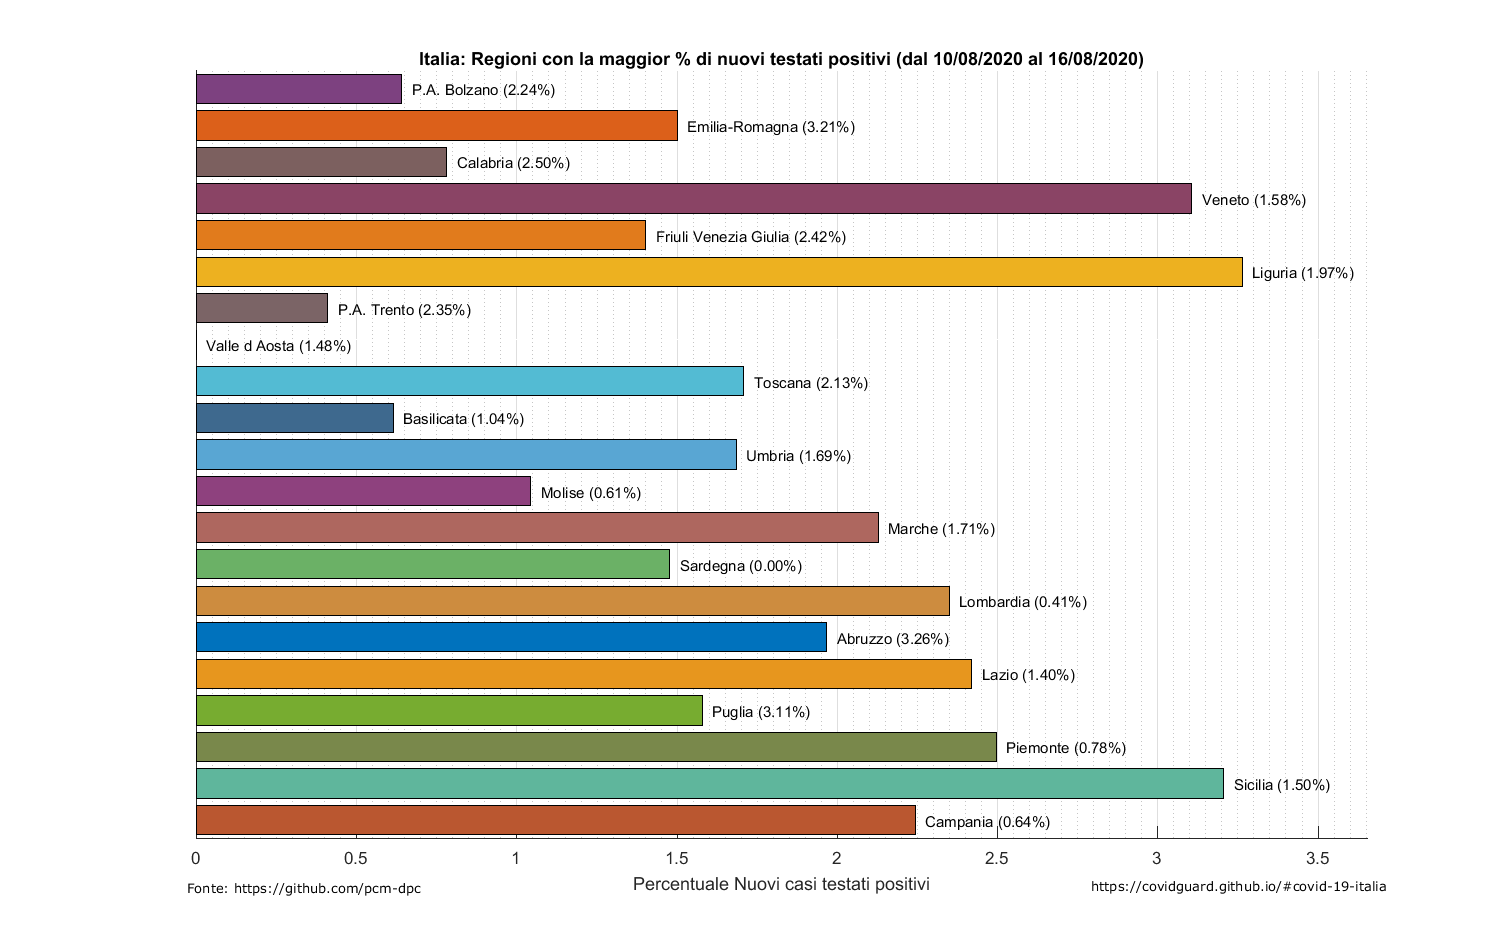 Italia: Regioni con la maggior % di nuovi testati positivi (dal 10/08/2020 al 16/08/2020)
P.A. Bolzano (2.24%)
Emilia-Romagna (3.21%)
Calabria (2.50%)
Veneto (1.58%)
Friuli Venezia Giulia (2.42%)
Liguria (1.97%)
P.A. Trento (2.35%)
Valle d Aosta (1.48%)
Toscana (2.13%)
Basilicata (1.04%)
Umbria (1.69%)
Molise (0.61%)
Marche (1.71%)
Sardegna (0.00%)
Lombardia (0.41%)
Abruzzo (3.26%)
Lazio (1.40%)
Puglia (3.11%)
Piemonte (0.78%)
Sicilia (1.50%)
Campania (0.64%)
0 0.5 1 1.5 2 2.5 3 3.5
Percentuale Nuovi casi testati positivi
Fonte: https://github.com/pcm-dpc
https://covidguard.github.io/#covid-19-italia